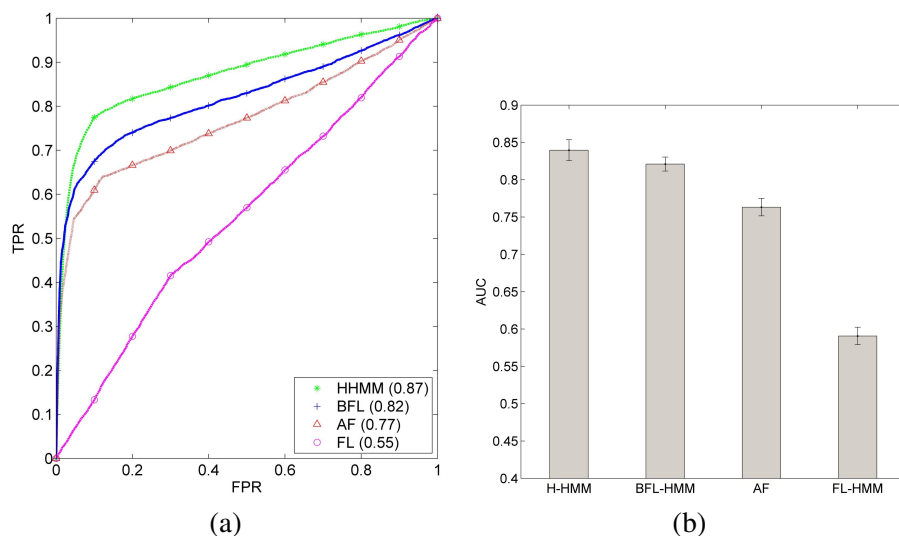 1
0.9
0.8
0.7
0.6
0.5
0.4
0.3
0.2
0.1
0
TPR
0 0.2 0.4 0.6 0.8 1
FPR
HHMM (0.87)
BFL (0.82)
AF (0.77)
FL (0.55)
(a)
0.9
0.85
0.8
0.75
0.7
0.65
0.6
0.55
0.5
0.45
0.4
AUC
H-HMM BFL-HMM AF FL-HMM
(b)